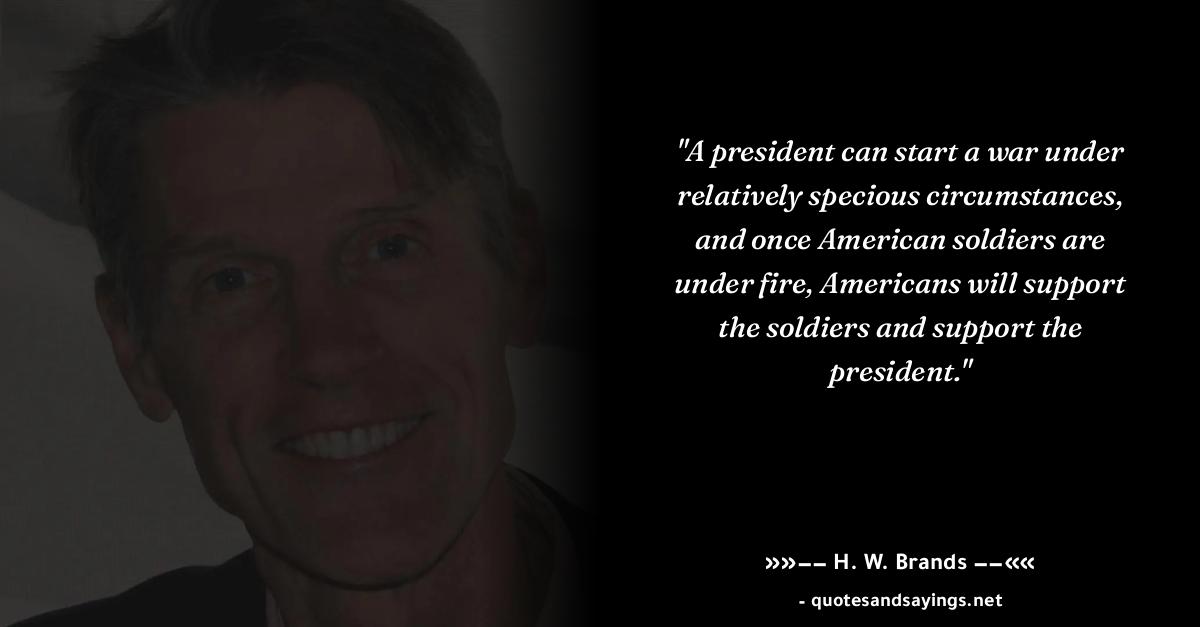 "A president can start a war under
relatively specious circumstances,
and once American soldiers are
under fire, Americans will support
the soldiers and support the
president."
»»–– H. W. Brands ––««
- quotesandsayings.net